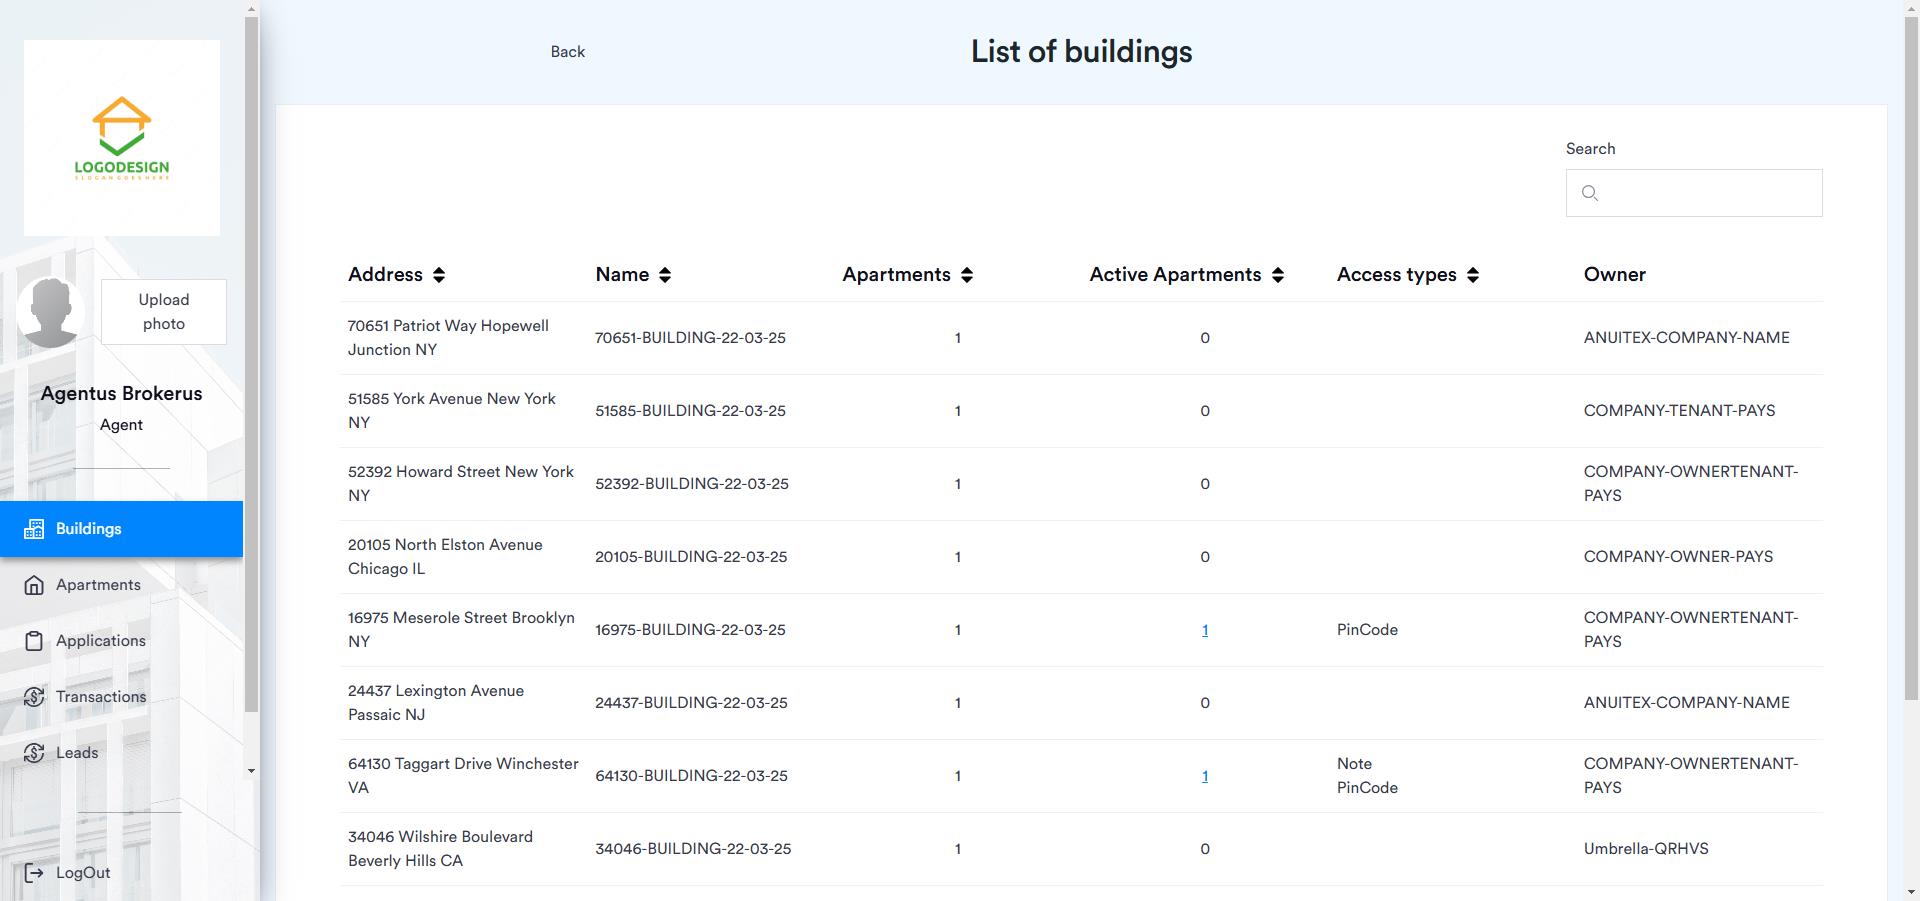 LOGODESIGN
SLOGAN GOES HERE
Upload
photo
Agentus Brokerus
Agent
Buildings
Apartments
Applications
Transactions
Leads
LogOut
Back
List of buildings
Search
Address Name Apartments Active Apartments Access types Owner
70651 Patriot Way Hopewell
Junction NY
70651-BUILDING-22-03-25 1 0 ANUITEX-COMPANY-NAME
51585 York Avenue New York
NY
51585-BUILDING-22-03-25 1 0 COMPANY-TENANT-PAYS
52392 Howard Street New York
NY
52392-BUILDING-22-03-25 1 0
COMPANY-OWNERTENANT-
PAYS
20105 North Elston Avenue
Chicago IL
20105-BUILDING-22-03-25 1 0 COMPANY-OWNER-PAYS
16975 Meserole Street Brooklyn
NY
16975-BUILDING-22-03-25 1 1 PinCode
COMPANY-OWNERTENANT-
PAYS
24437 Lexington Avenue
Passaic NJ
24437-BUILDING-22-03-25 1 0 ANUITEX-COMPANY-NAME
64130 Taggart Drive Winchester
VA
64130-BUILDING-22-03-25 1 1
Note
PinCode
COMPANY-OWNERTENANT-
PAYS
34046 Wilshire Boulevard
Beverly Hills CA
34046-BUILDING-22-03-25 1 0 Umbrella-QRHVS